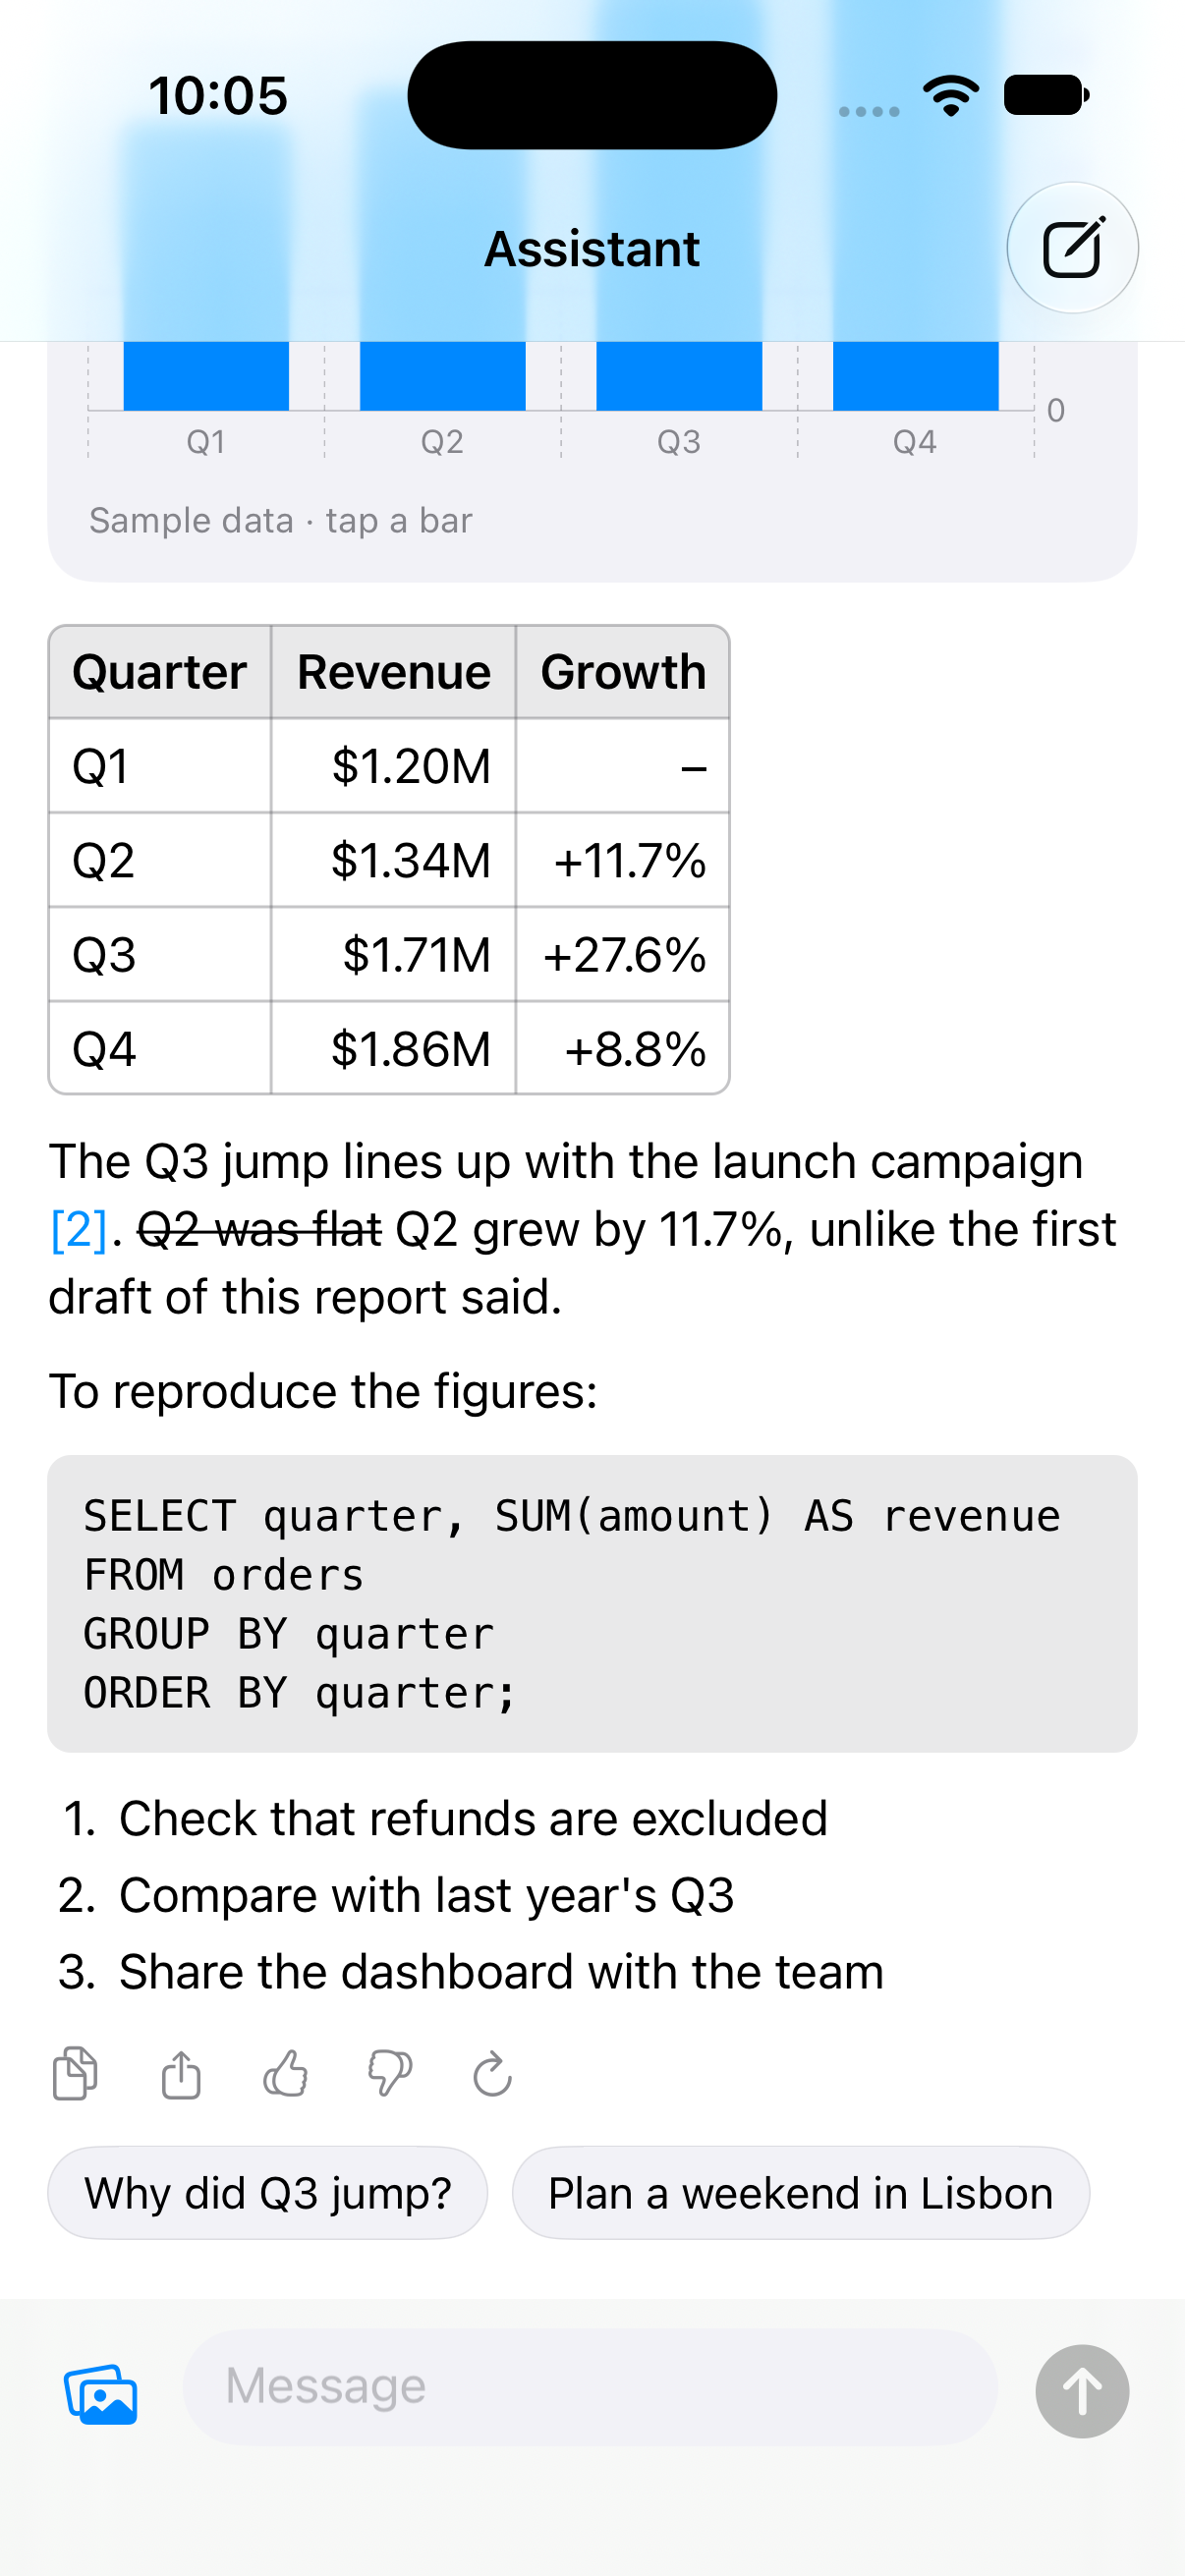 10:05
Assistant
0
Q1 Q2 Q3 Q4
Sample data · tap a bar
Quarter Revenue Growth
Q1 $1.20M –
Q2 $1.34M +11.7%
Q3 $1.71M +27.6%
Q4 $1.86M +8.8%
The Q3 jump lines up with the launch campaign
[2]. Q2 was flat Q2 grew by 11.7%, unlike the first
draft of this report said.
To reproduce the figures:
SELECT quarter, SUM(amount) AS revenue
FROM orders
GROUP BY quarter
ORDER BY quarter;
1. Check that refunds are excluded
2. Compare with last year's Q3
3. Share the dashboard with the team
Why did Q3 jump? Plan a weekend in Lisbon
Message